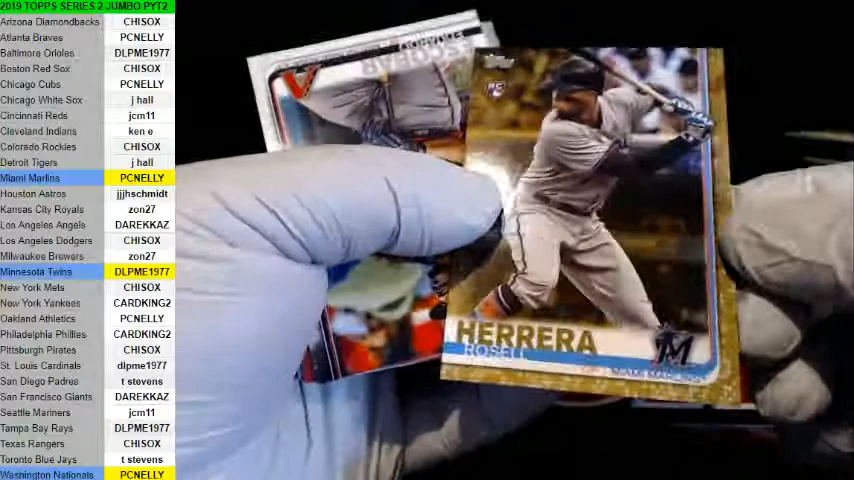 2019 TOPPS SERIES 2 JUMBO PYT2
Arizona Diamondbacks CHISOX
Atlanta Braves PCNELLY
Baltimore Orioles DLPME1977
Boston Red Sox CHISOX
Chicago Cubs PCNELLY
Chicago White Sox j hall
Cincinnati Reds jcm11
Cleveland Indians ken e
Colorado Rockies CHISOX
Detroit Tigers j hall
Miami Marlins PCNELLY
Houston Astros jjjhschmidt
Kansas City Royals zon27
Los Angeles Angels DAREKKAZ
Los Angeles Dodgers CHISOX
Milwaukee Brewers zon27
Minnesota Twins DLPME1977
New York Mets CHISOX
New York Yankees CARDKING2
Oakland Athletics PCNELLY
Philadelphia Phillies CARDKING2
Pittsburgh Pirates CHISOX
St. Louis Cardinals dlpme1977
San Diego Padres t stevens
San Francisco Giants DAREKKAZ
Seattle Mariners jcm11
Tampa Bay Rays DLPME1977
Texas Rangers CHISOX
Toronto Blue Jays t stevens
Washington Nationals PCNELLY
ESCOBAR
EDUARDO
Topps
RC
HERRERA
ROSELL
MIAMI MARLINS
M